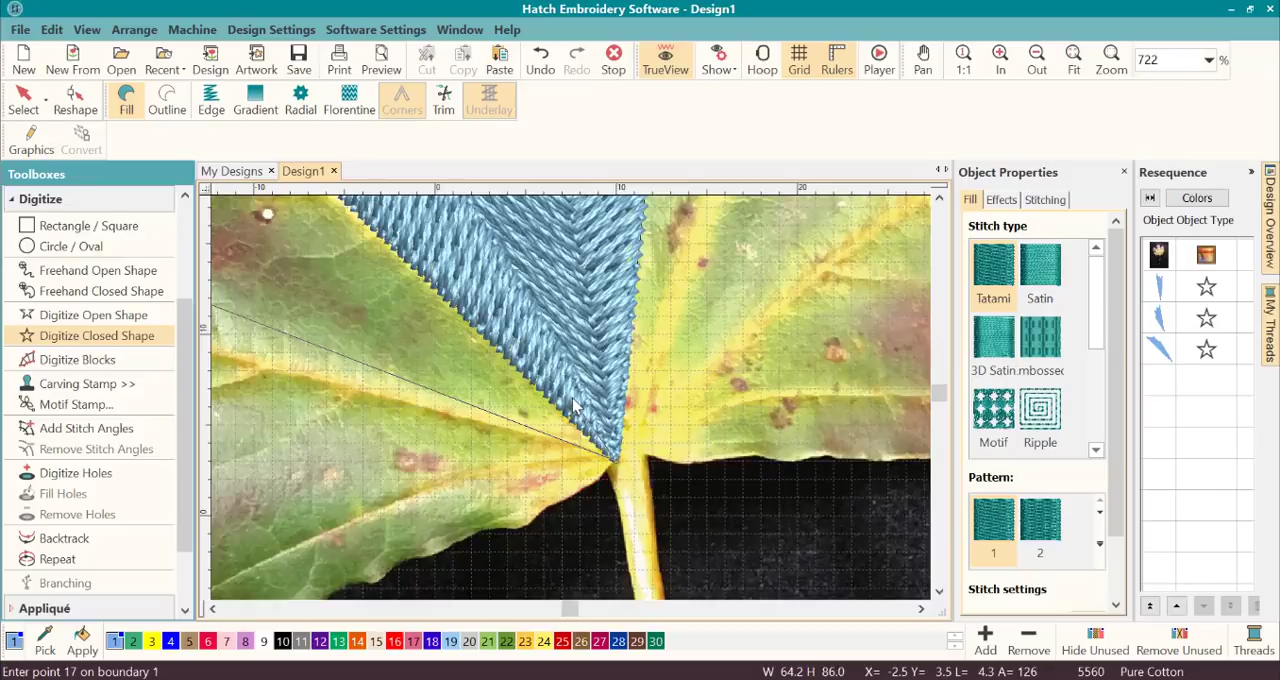 Hatch Embroidery Software - Design1
File Edit View Arrange Machine Design Settings Software Settings Window Help
New New From Open Recent Design Artwork Save Print Preview Cut Copy Paste Undo Redo Stop TrueView Show Hoop Grid Rulers Player Pan 1:1 In Out Fit Zoom 722 %
Select Reshape Fill Outline Edge Gradient Radial Florentine Corners Trim Underlay
Graphics Convert
Toolboxes
My Designs Design1
Digitize
Rectangle / Square
Circle / Oval
Freehand Open Shape
Freehand Closed Shape
Digitize Open Shape
Digitize Closed Shape
Digitize Blocks
Carving Stamp >>
Motif Stamp...
Add Stitch Angles
Remove Stitch Angles
Digitize Holes
Fill Holes
Remove Holes
Backtrack
Repeat
Branching
Appliqué
-10 0 10 20
10
0
Object Properties
Fill Effects Stitching
Stitch type
Tatami Satin
3D Satin mbossed
Motif Ripple
Pattern:
1 2
Stitch settings
Resequence
Colors
Object Object Type
Design Overview
My Threads
1 Pick Apply 1 2 3 4 5 6 7 8 9 10 11 12 13 14 15 16 17 18 19 20 21 22 23 24 25 26 27 28 29 30 Add Remove Hide Unused Remove Unused Threads
Enter point 17 on boundary 1 W 64.2 H 86.0 X= -2.5 Y= 3.5 L= 4.3 A= 126 5560 Pure Cotton